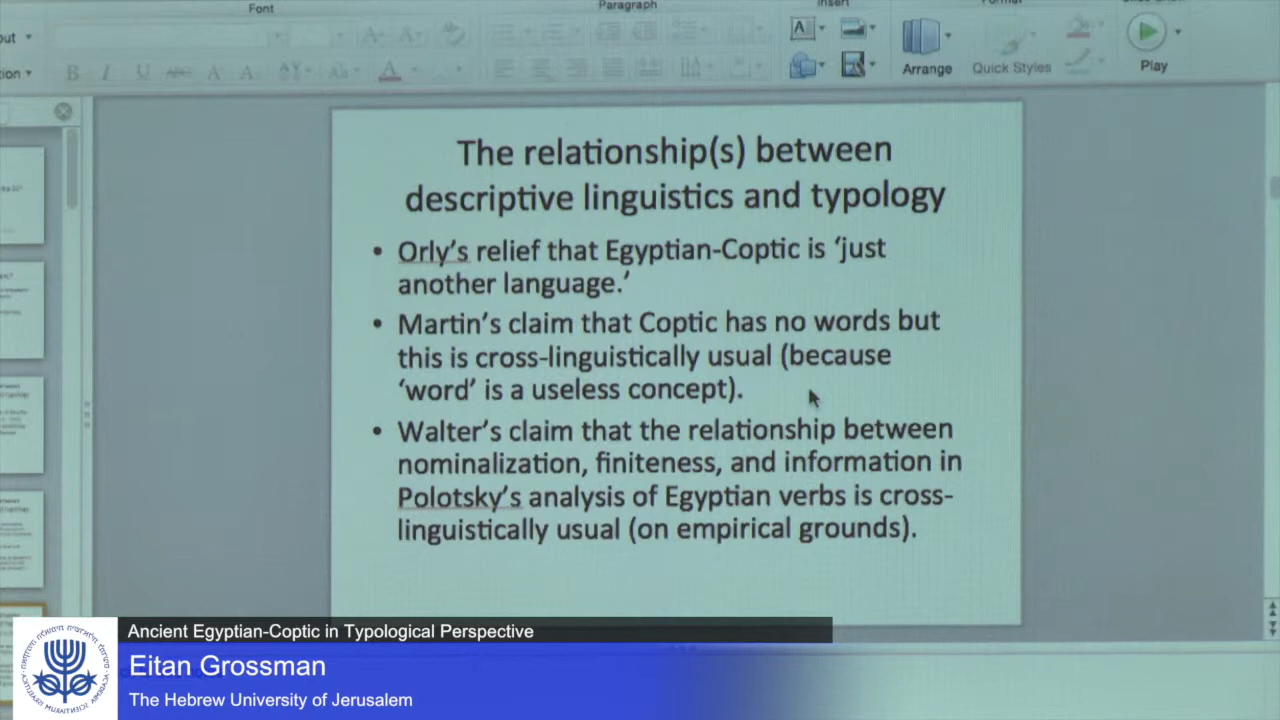 Font
Paragraph
Insert
Arrange
Quick Styles
Play
B I U ABC A A
The relationship(s) between
descriptive linguistics and typology
• Orly's relief that Egyptian-Coptic is 'just
another language.'
• Martin's claim that Coptic has no words but
this is cross-linguistically usual (because
'word' is a useless concept).
• Walter's claim that the relationship between
nominalization, finiteness, and information in
Polotsky's analysis of Egyptian verbs is cross-
linguistically usual (on empirical grounds).
Ancient Egyptian-Coptic in Typological Perspective
Eitan Grossman
The Hebrew University of Jerusalem